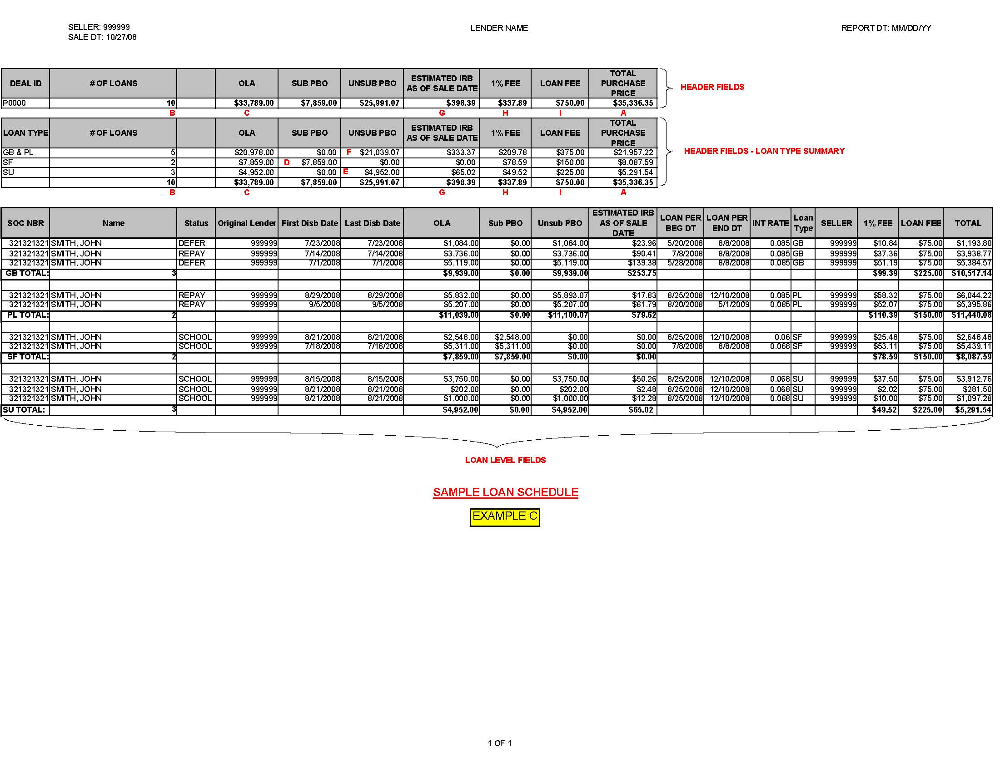 SELLER: 999999 LENDER NAME REPORT DT: MM/DD/YY
SALE DT: 10/27/08
DEAL ID # OF LOANS OLA SUB PBO UNSUB PBO ESTIMATED IRB AS OF SALE DATE 1% FEE LOAN FEE TOTAL PURCHASE PRICE
HEADER FIELDS
P0000 10 $33,789.00 $7,859.00 $25,991.07 $398.39 $337.89 $750.00 $35,336.35
B C G H I A
LOAN TYPE # OF LOANS OLA SUB PBO UNSUB PBO ESTIMATED IRB AS OF SALE DATE 1% FEE LOAN FEE TOTAL PURCHASE PRICE
HEADER FIELDS - LOAN TYPE SUMMARY
GB & PL 5 $20,978.00 $0.00 F $21,039.07 $333.37 $209.78 $375.00 $21,957.22
SF 2 $7,859.00 D $7,859.00 $0.00 $0.00 $78.59 $150.00 $8,087.59
SU 3 $4,952.00 $0.00 E $4,952.00 $65.02 $49.52 $225.00 $5,291.54
10 $33,789.00 $7,859.00 $25,991.07 $398.39 $337.89 $750.00 $35,336.35
B C G H I A
SOC NBR Name Status Original Lender First Disb Date Last Disb Date OLA Sub PBO Unsub PBO ESTIMATED IRB AS OF SALE DATE LOAN PER BEG DT LOAN PER END DT INT RATE Loan Type SELLER 1% FEE LOAN FEE TOTAL
321321321 SMITH, JOHN DEFER 999999 7/23/2008 7/23/2008 $1,084.00 $0.00 $1,084.00 $23.96 5/20/2008 8/8/2008 0.085 GB 999999 $10.84 $75.00 $1,193.80
321321321 SMITH, JOHN REPAY 999999 7/14/2008 7/14/2008 $3,736.00 $0.00 $3,736.00 $90.41 7/8/2008 8/8/2008 0.085 GB 999999 $37.36 $75.00 $3,938.77
321321321 SMITH, JOHN DEFER 999999 7/1/2008 7/1/2008 $5,119.00 $0.00 $5,119.00 $139.38 5/28/2008 8/8/2008 0.085 GB 999999 $51.19 $75.00 $5,384.57
GB TOTAL: 3 $9,939.00 $0.00 $9,939.00 $253.75 $99.39 $225.00 $10,517.14
321321321 SMITH, JOHN REPAY 999999 8/29/2008 8/29/2008 $5,832.00 $0.00 $5,893.07 $17.83 8/25/2008 12/10/2008 0.085 PL 999999 $58.32 $75.00 $6,044.22
321321321 SMITH, JOHN REPAY 999999 9/5/2008 9/5/2008 $5,207.00 $0.00 $5,207.00 $61.79 8/20/2008 5/1/2009 0.085 PL 999999 $52.07 $75.00 $5,395.86
PL TOTAL: 2 $11,039.00 $0.00 $11,100.07 $79.62 $110.39 $150.00 $11,440.08
321321321 SMITH, JOHN SCHOOL 999999 8/21/2008 8/21/2008 $2,548.00 $2,548.00 $0.00 $0.00 8/25/2008 12/10/2008 0.06 SF 999999 $25.48 $75.00 $2,648.48
321321321 SMITH, JOHN SCHOOL 999999 7/18/2008 7/18/2008 $5,311.00 $5,311.00 $0.00 $0.00 7/8/2008 8/8/2008 0.068 SF 999999 $53.11 $75.00 $5,439.11
SF TOTAL: 2 $7,859.00 $7,859.00 $0.00 $0.00 $78.59 $150.00 $8,087.59
321321321 SMITH, JOHN SCHOOL 999999 8/15/2008 8/15/2008 $3,750.00 $0.00 $3,750.00 $50.26 8/25/2008 12/10/2008 0.068 SU 999999 $37.50 $75.00 $3,912.76
321321321 SMITH, JOHN SCHOOL 999999 8/21/2008 8/21/2008 $202.00 $0.00 $202.00 $2.48 8/25/2008 12/10/2008 0.068 SU 999999 $2.02 $75.00 $281.50
321321321 SMITH, JOHN SCHOOL 999999 8/21/2008 8/21/2008 $1,000.00 $0.00 $1,000.00 $12.28 8/25/2008 12/10/2008 0.068 SU 999999 $10.00 $75.00 $1,097.28
SU TOTAL: 3 $4,952.00 $0.00 $4,952.00 $65.02 $49.52 $225.00 $5,291.54
LOAN LEVEL FIELDS
SAMPLE LOAN SCHEDULE
EXAMPLE C
1 OF 1